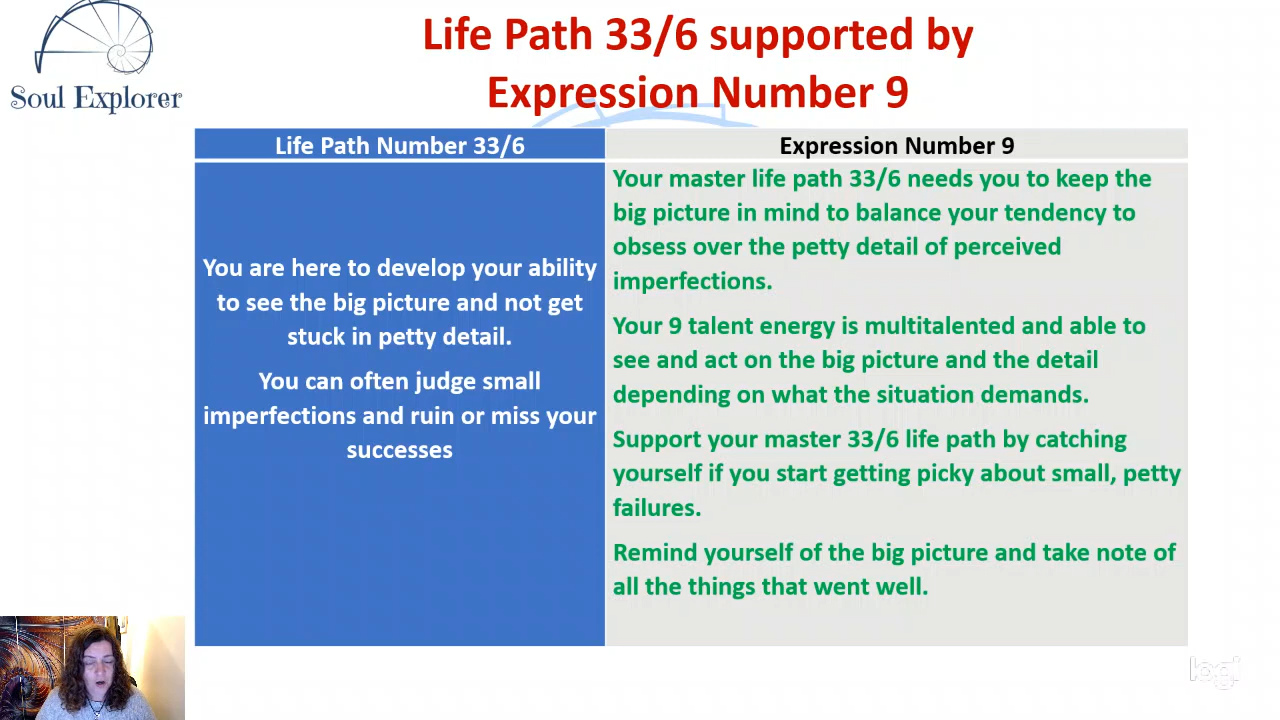 Soul Explorer
Life Path 33/6 supported by
Expression Number 9
Life Path Number 33/6
Expression Number 9
You are here to develop your ability
to see the big picture and not get
stuck in petty detail.
You can often judge small
imperfections and ruin or miss your
successes
Your master life path 33/6 needs you to keep the
big picture in mind to balance your tendency to
obsess over the petty detail of perceived
imperfections.
Your 9 talent energy is multitalented and able to
see and act on the big picture and the detail
depending on what the situation demands.
Support your master 33/6 life path by catching
yourself if you start getting picky about small, petty
failures.
Remind yourself of the big picture and take note of
all the things that went well.
logi